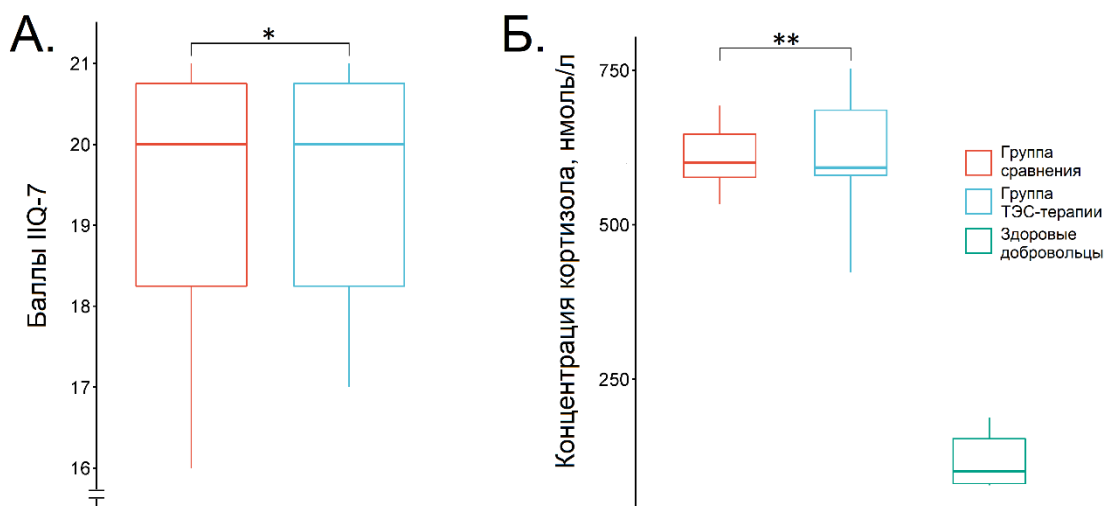 А.
*
21
20
19
18
17
16
Баллы IIQ-7
Б.
**
750
500
250
Концентрация кортизола, нмоль/л
Группа
сравнения
Группа
ТЭС-терапии
Здоровые
добровольцы